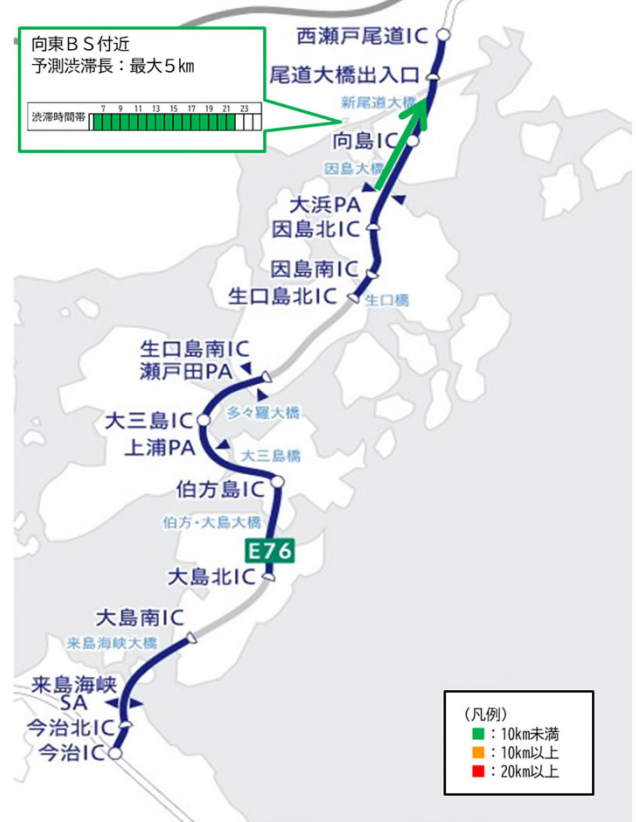 西瀬戸尾道IC
向東BS付近
予測渋滞長：最大5km
渋滞時間帯
7 9 11 13 15 17 19 21 23
尾道大橋出入口
新尾道大橋
向島IC
因島大橋
大浜PA
因島北IC
因島南IC
生口島北IC
生口橋
生口島南IC
瀬戸田PA
多々羅大橋
大三島IC
上浦PA
大三島橋
伯方島IC
伯方・大島大橋
E76
大島北IC
大島南IC
来島海峡大橋
来島海峡
SA
今治北IC
今治IC
（凡例）
：10km未満
：10km以上
：20km以上